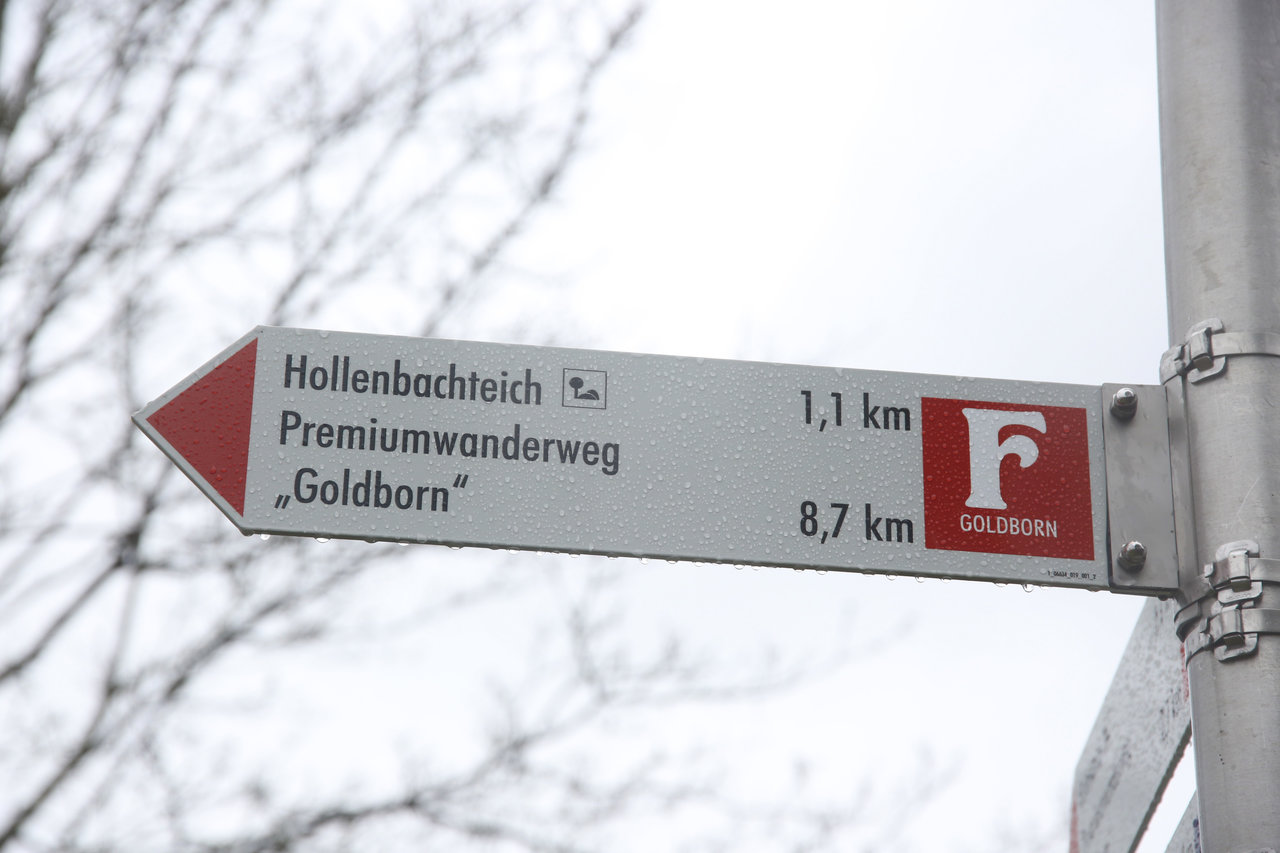 Hollenbachteich 1,1 km
Premiumwanderweg
„Goldborn“ 8,7 km
F
GOLDBORN